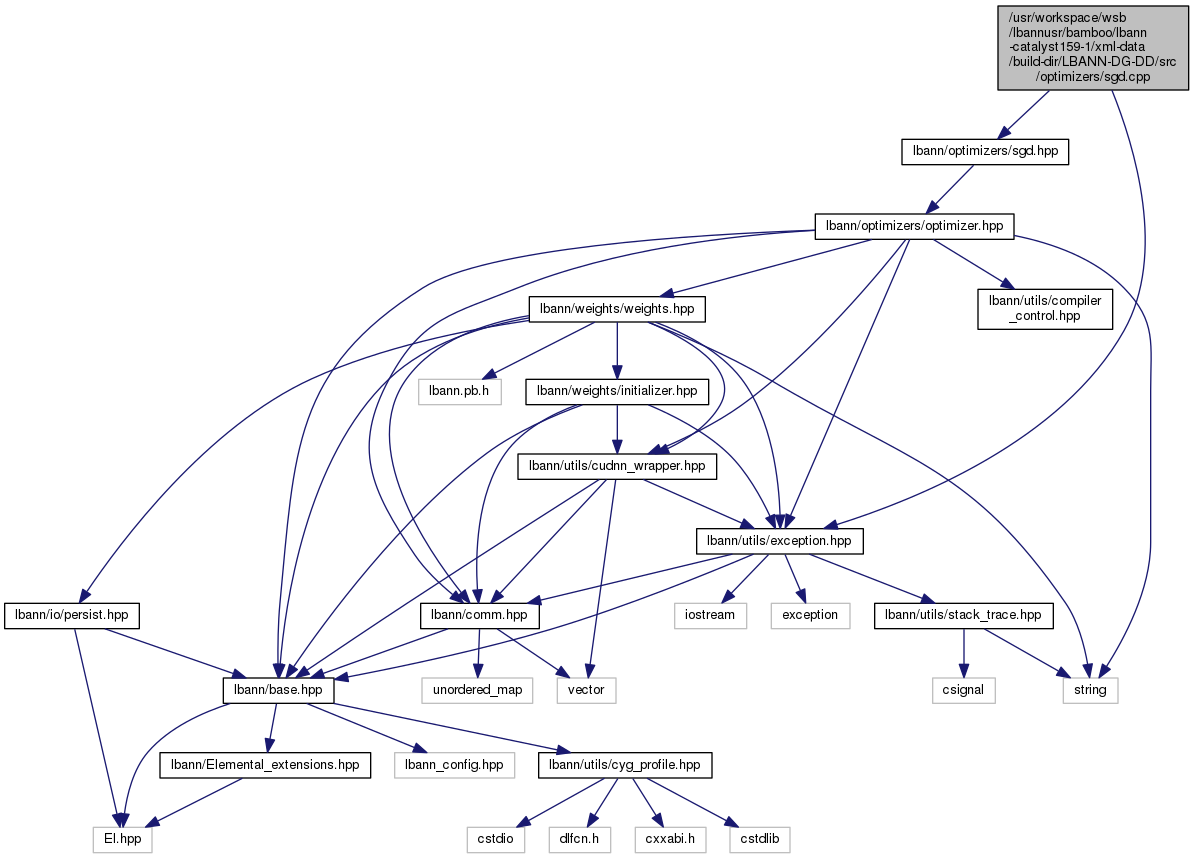 /usr/workspace/wsb
/lbannusr/bamboo/lbann
-catalyst159-1/xml-data
/build-dir/LBANN-DG-DD/src
/optimizers/sgd.cpp
lbann/optimizers/sgd.hpp
lbann/optimizers/optimizer.hpp
lbann/weights/weights.hpp
lbann/utils/compiler
_control.hpp
lbann.pb.h
lbann/weights/initializer.hpp
lbann/utils/cudnn_wrapper.hpp
lbann/utils/exception.hpp
lbann/io/persist.hpp
lbann/comm.hpp
iostream
exception
lbann/utils/stack_trace.hpp
lbann/base.hpp
unordered_map
vector
csignal
string
lbann/Elemental_extensions.hpp
lbann_config.hpp
lbann/utils/cyg_profile.hpp
El.hpp
cstdio
dlfcn.h
cxxabi.h
cstdlib